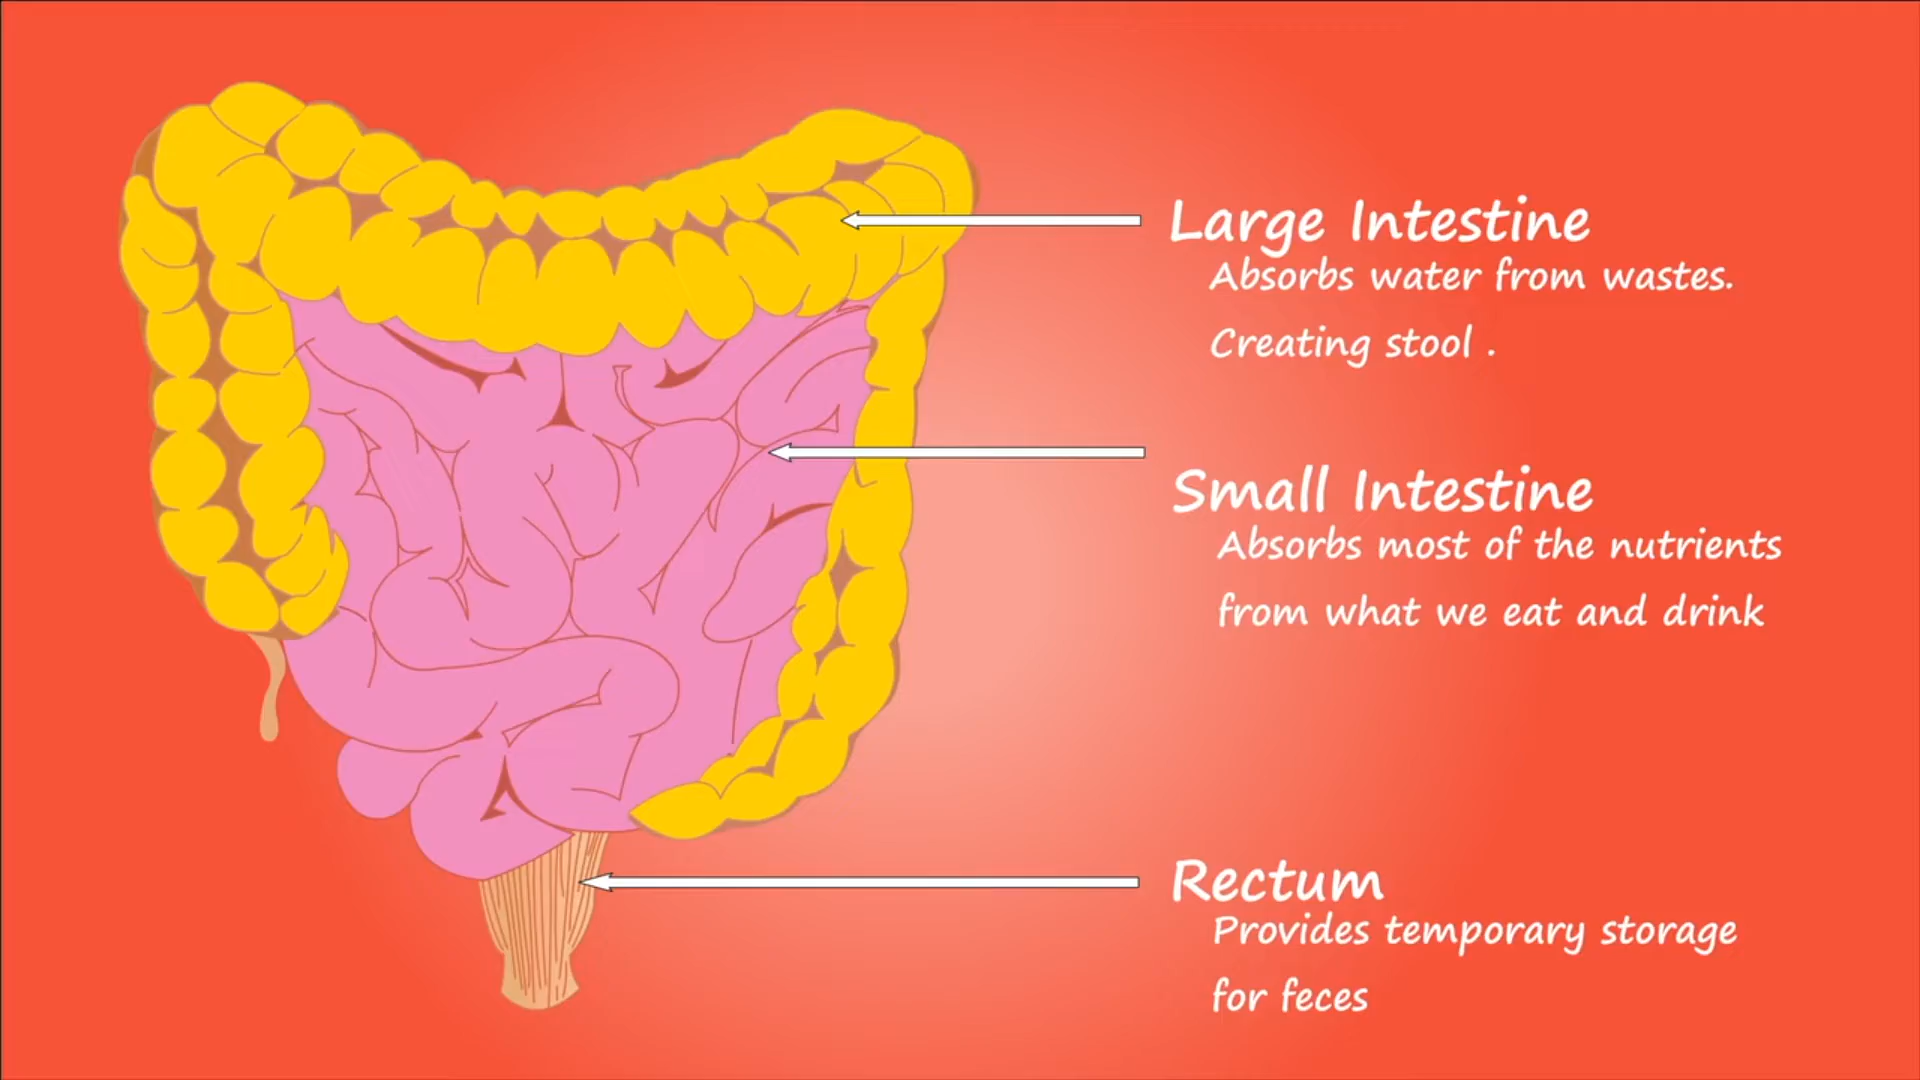 Large Intestine
Absorbs water from wastes.
Creating stool .
Small Intestine
Absorbs most of the nutrients
from what we eat and drink
Rectum
Provides temporary storage
for feces